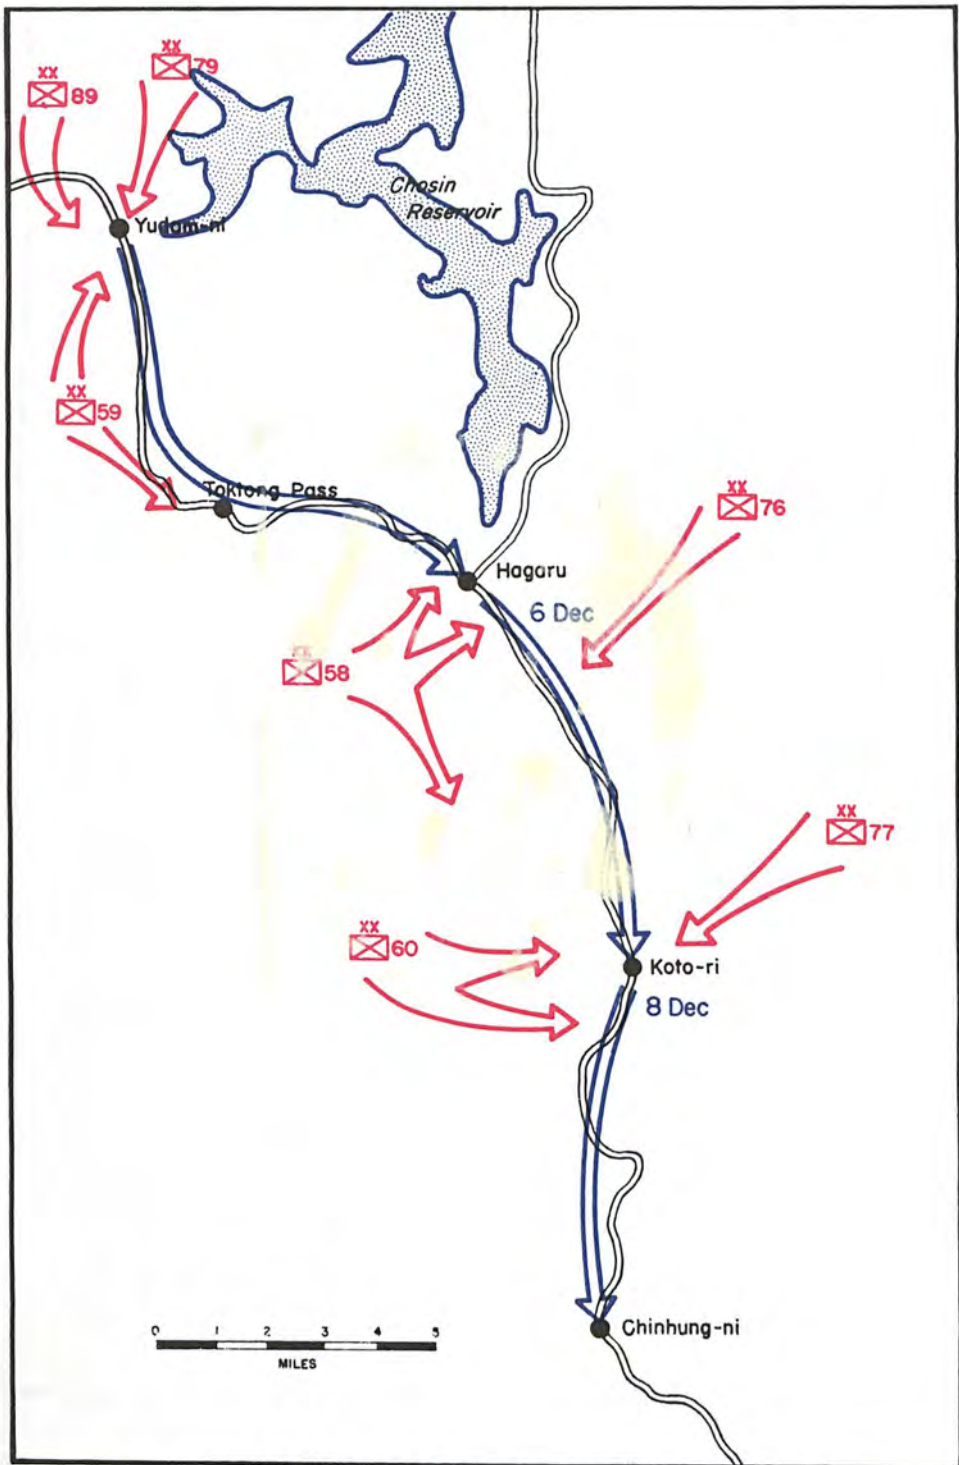 XX
79
XX
89
Chosin
Reservoir
Yudam-ni
XX
59
Toktong Pass
XX
76
Hagaru
6 Dec
XX
58
XX
77
XX
60
Koto-ri
8 Dec
Chinhung-ni
0 1 2 3 4 5
MILES